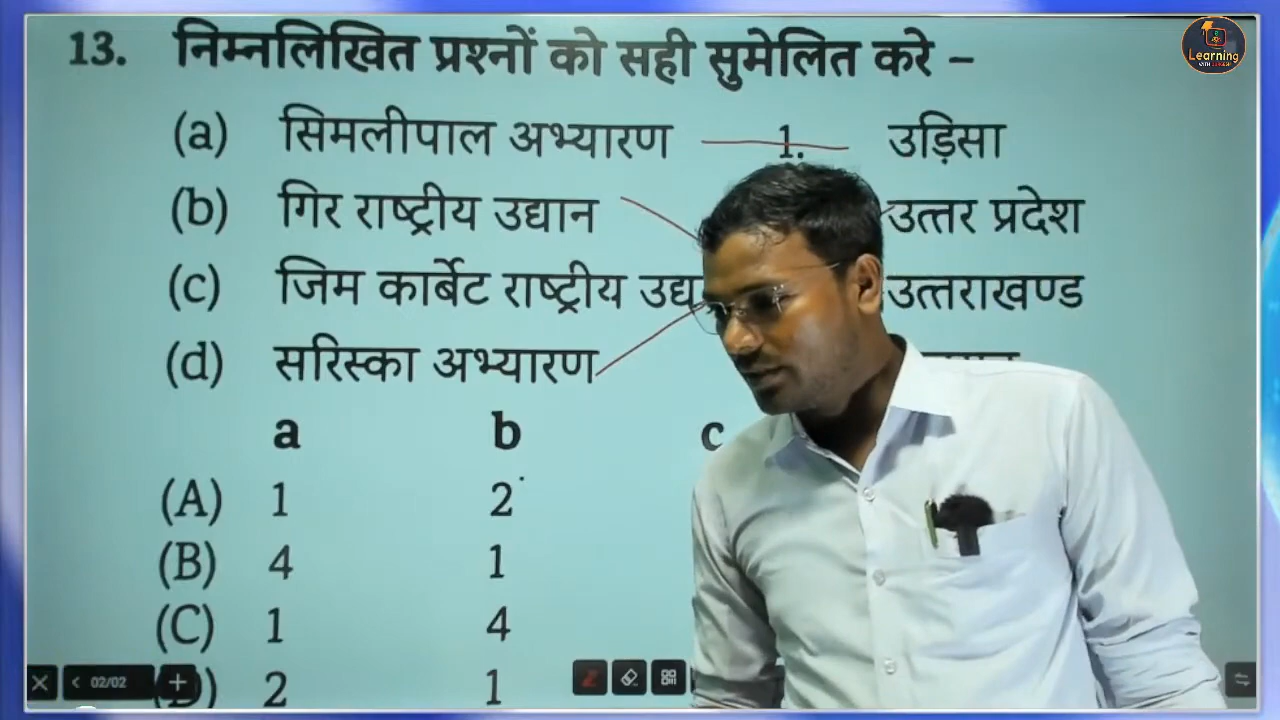 13. निम्नलिखित प्रश्नों को सही सुमेलित करे –
(a) सिमलीपाल अभ्यारण 1. उड़िसा
(b) गिर राष्ट्रीय उद्यान उत्तर प्रदेश
(c) जिम कार्बेट राष्ट्रीय उत्तराखण्ड
(d) सरिस्का अभ्यारण
a b c
(A) 1 2
(B) 4 1
(C) 1 4
2 1
02/02
Learning